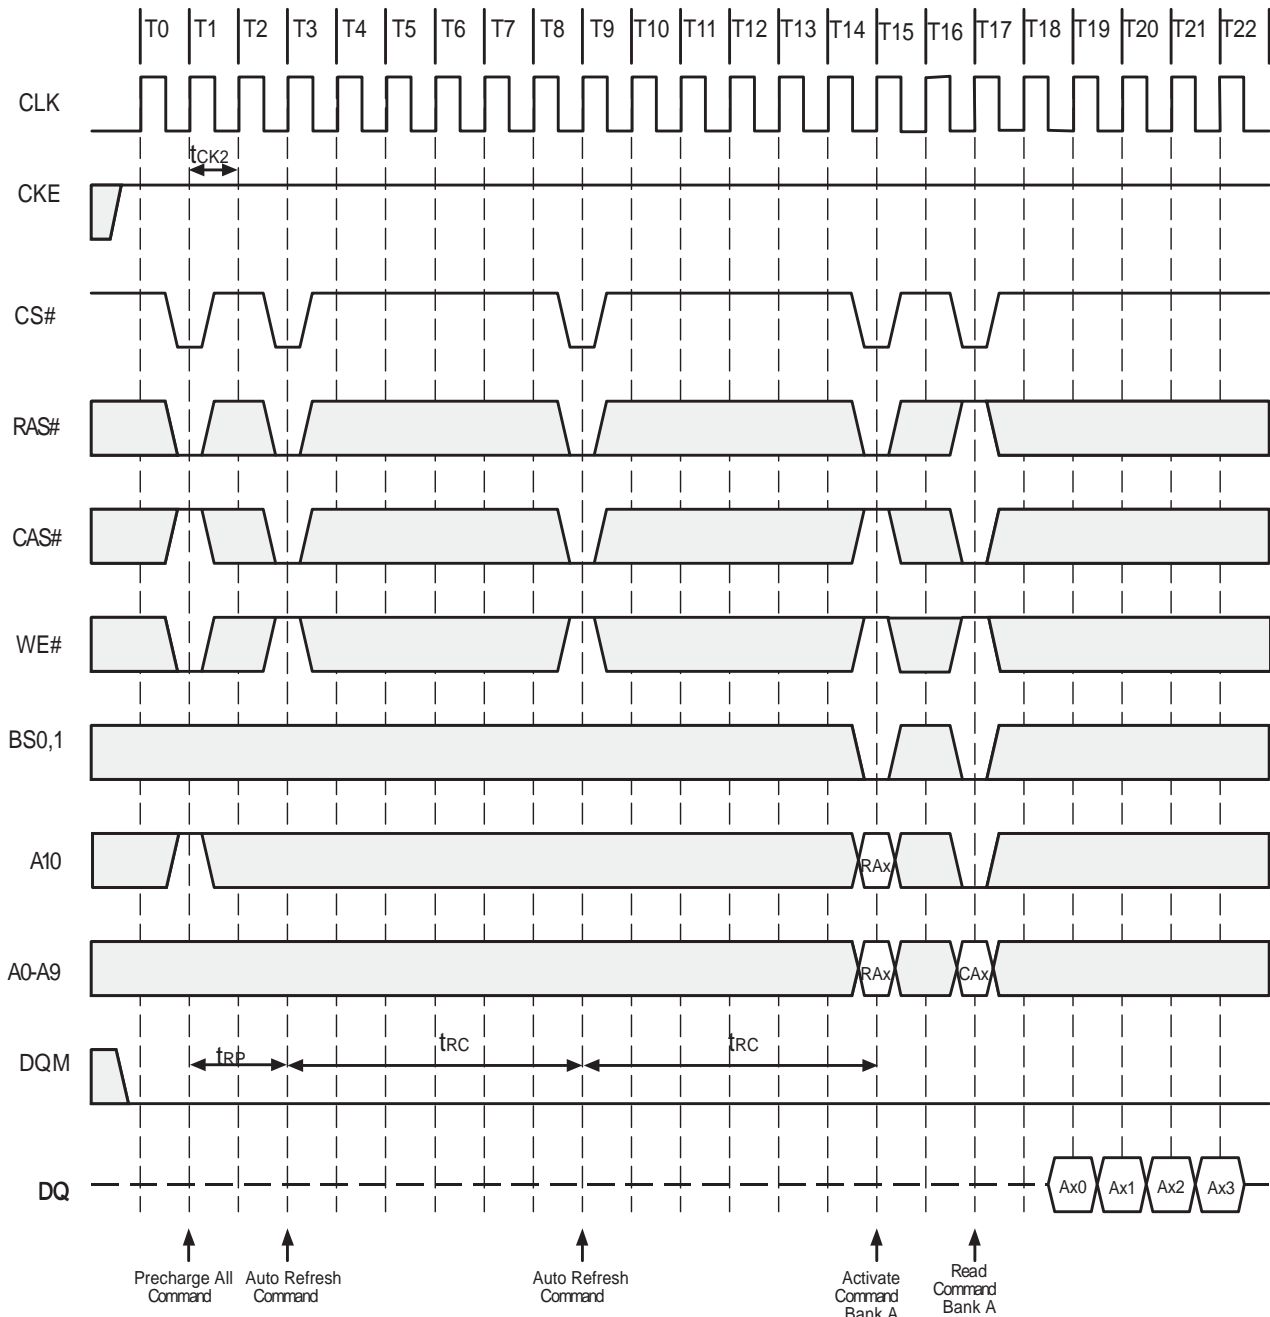 T0 T1 T2 T3 T4 T5 T6 T7 T8 T9 T10 T11 T12 T13 T14 T15 T16 T17 T18 T19 T20 T21 T22
CLK
tCK2
CKE
CS#
RAS#
CAS#
WE#
BS0,1
A10
RAx
A0-A9
RAx CAx
DQM
tRP tRC tRC
DQ
Ax0 Ax1 Ax2 Ax3
Precharge All
Command
Auto Refresh
Command
Auto Refresh
Command
Activate
Command
Bank A
Read
Command
Bank A